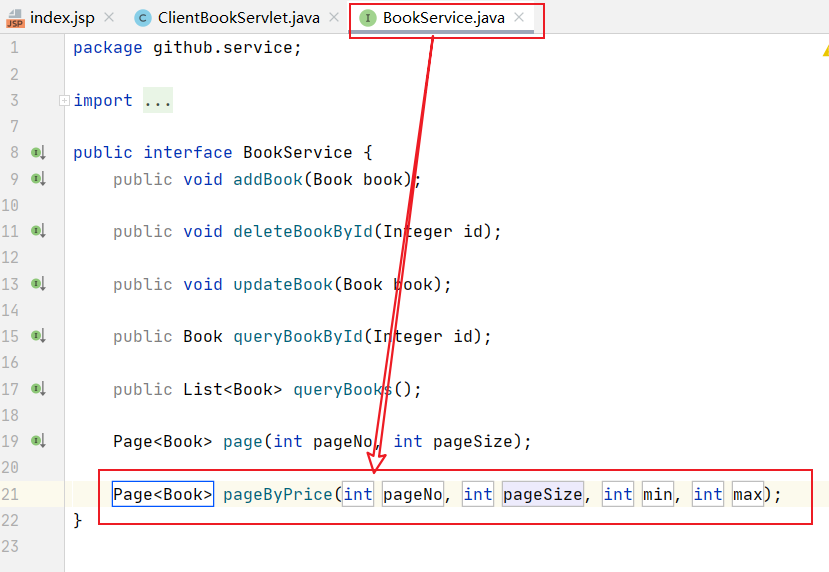 index.jsp ClientBookServlet.java BookService.java
1 package github.service;
2
3 import ...
7
8 public interface BookService {
9 public void addBook(Book book);
10
11 public void deleteBookById(Integer id);
12
13 public void updateBook(Book book);
14
15 public Book queryBookById(Integer id);
16
17 public List<Book> queryBooks();
18
19 Page<Book> page(int pageNo, int pageSize);
20
21 Page<Book> pageByPrice(int pageNo, int pageSize, int min, int max);
22 }
23